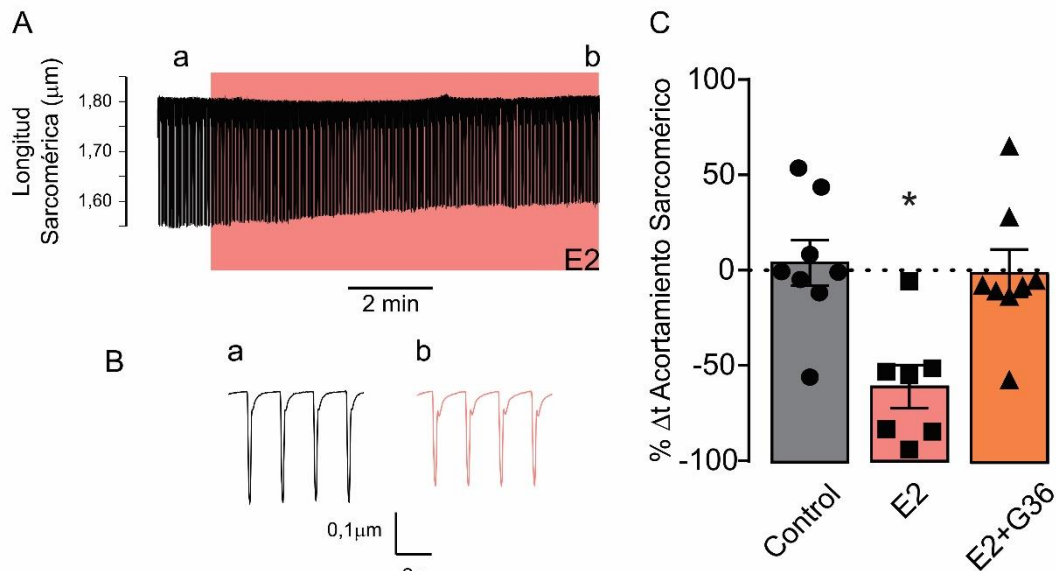 A
a
b
Longitud
Sarcomérica (μm)
1,80
1,70
1,60
E2
2 min
B
a
b
0,1μm
C
% Δt Acortamiento Sarcomérico
100
50
0
-50
-100
*
Control
E2
E2+G36